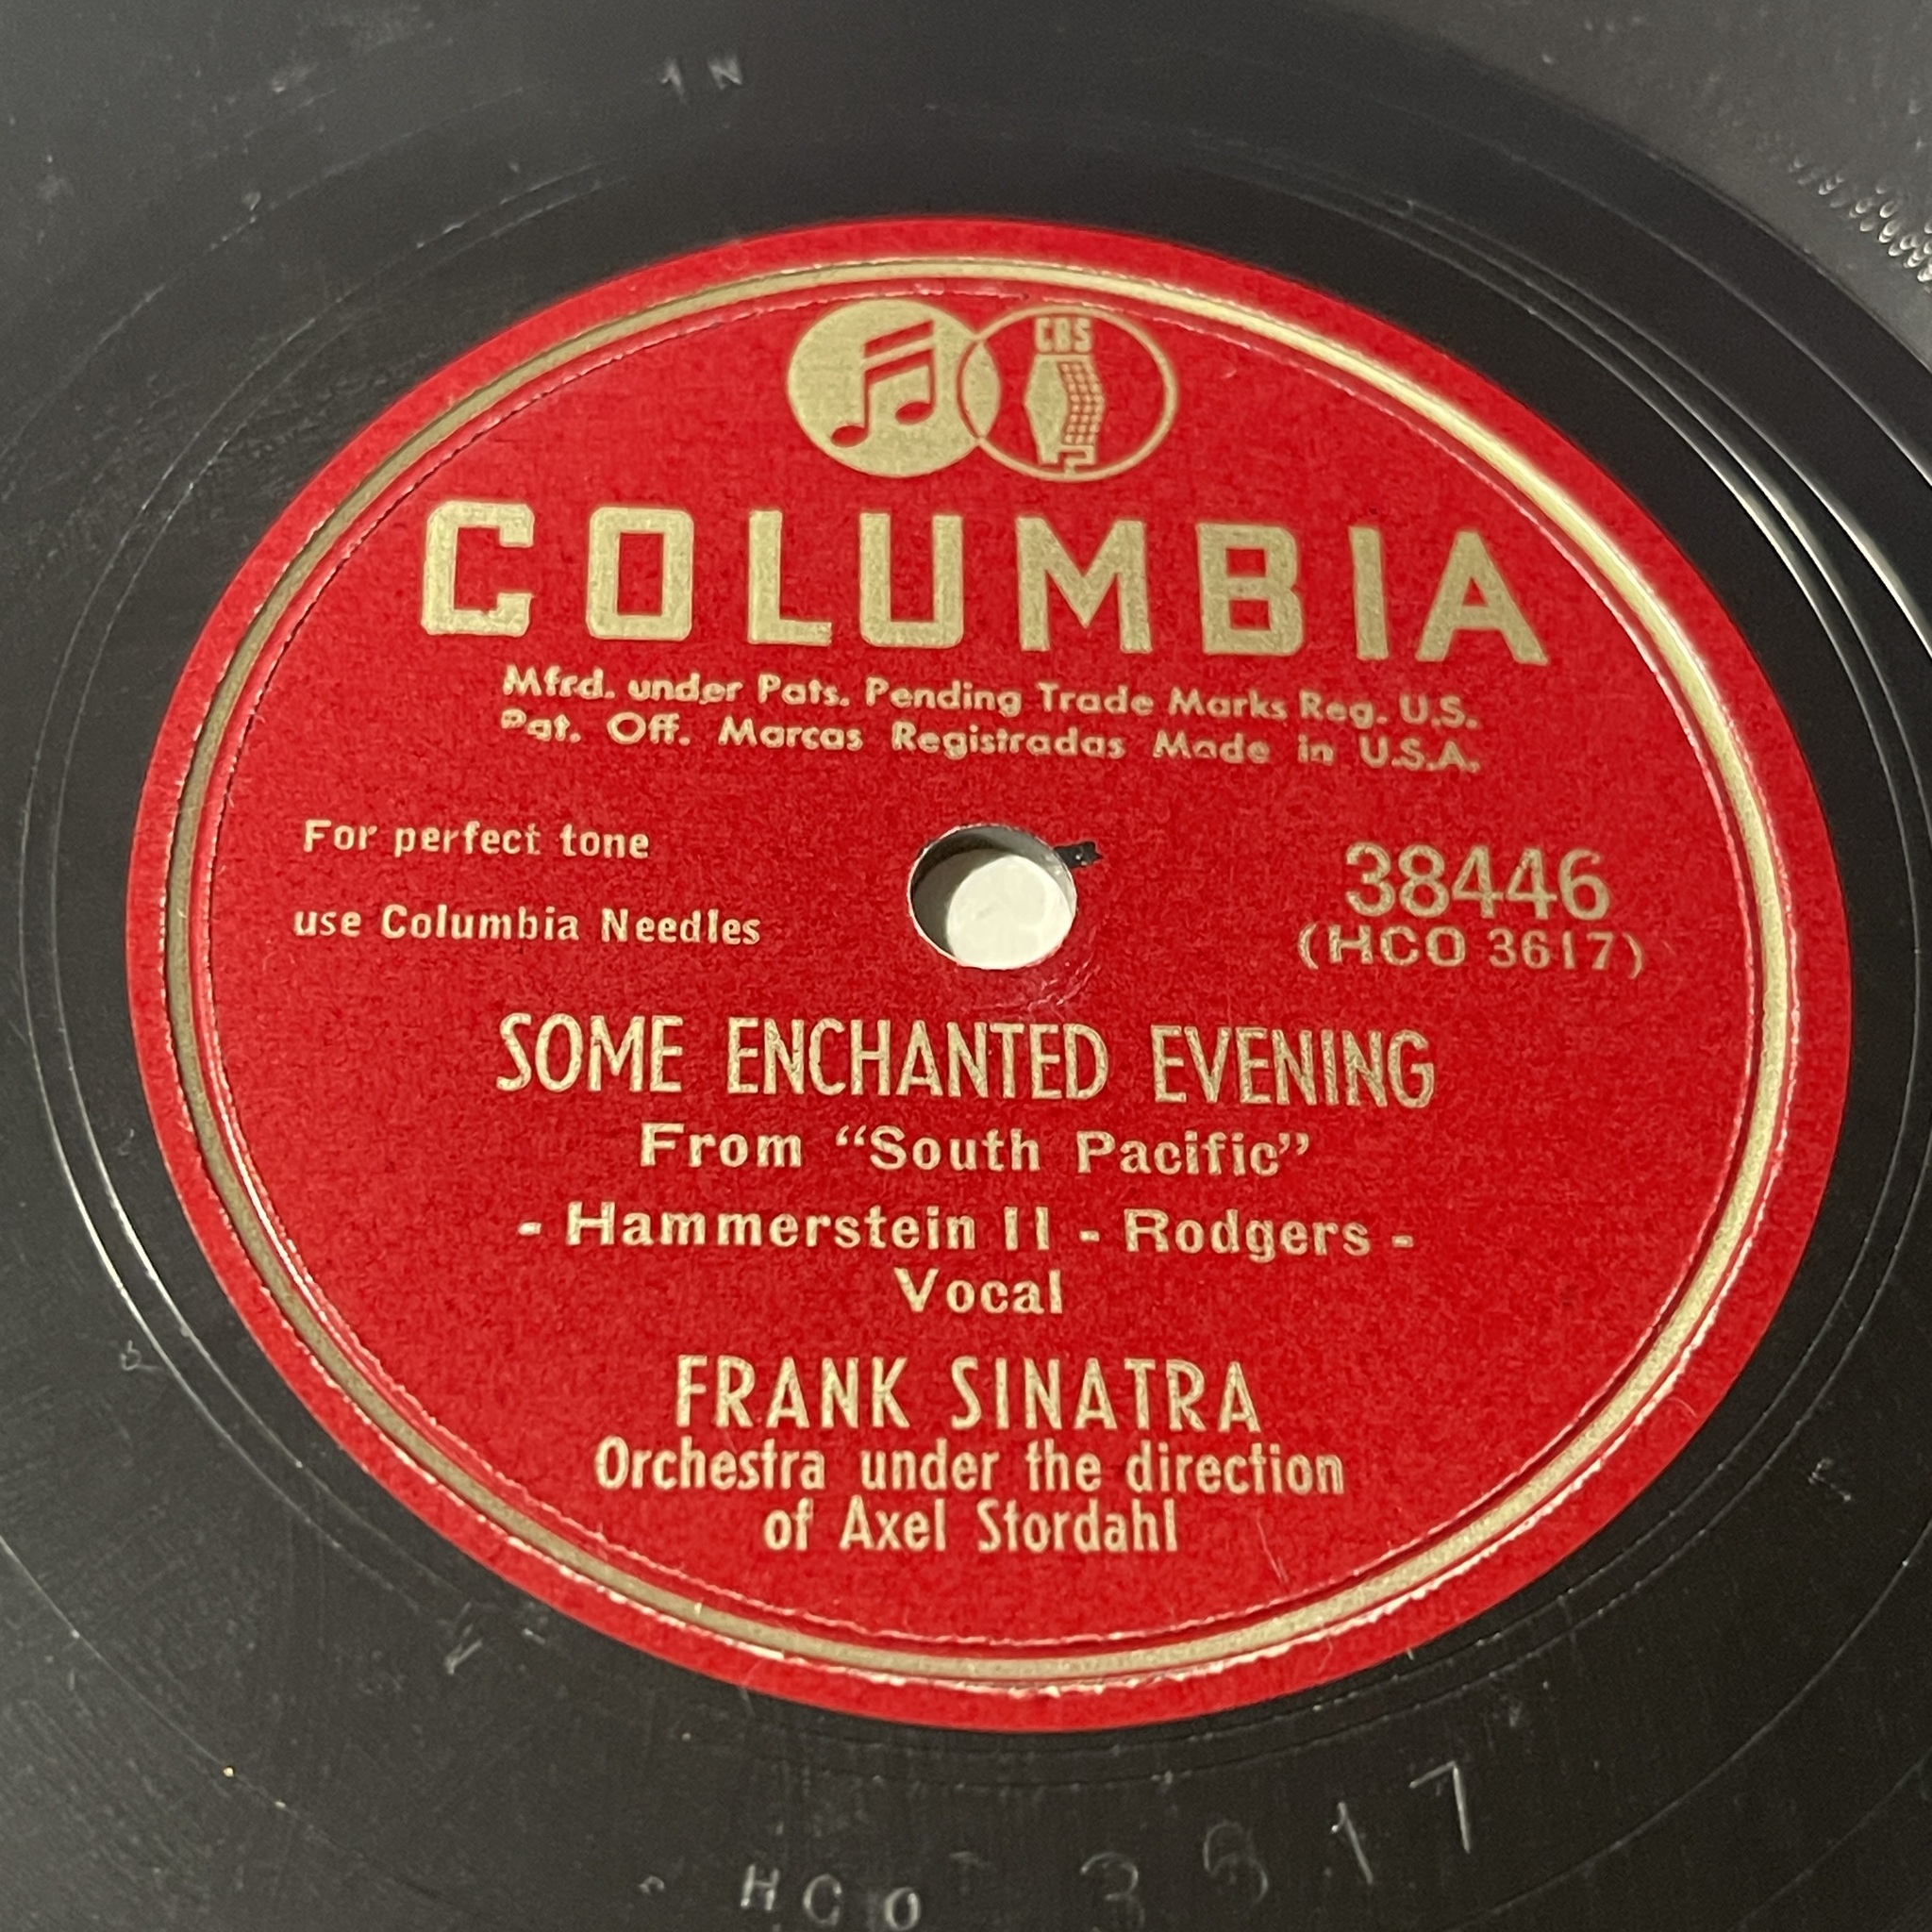 1 N
CBS
COLUMBIA
Mfrd. under Pats. Pending Trade Marks Reg. U.S.
Pat. Off. Marcas Registradas Made in U.S.A.
For perfect tone
use Columbia Needles
38446
(HCO 3617)
SOME ENCHANTED EVENING
From “South Pacific”
- Hammerstein II - Rodgers -
Vocal
FRANK SINATRA
Orchestra under the direction
of Axel Stordahl
HCO 3617